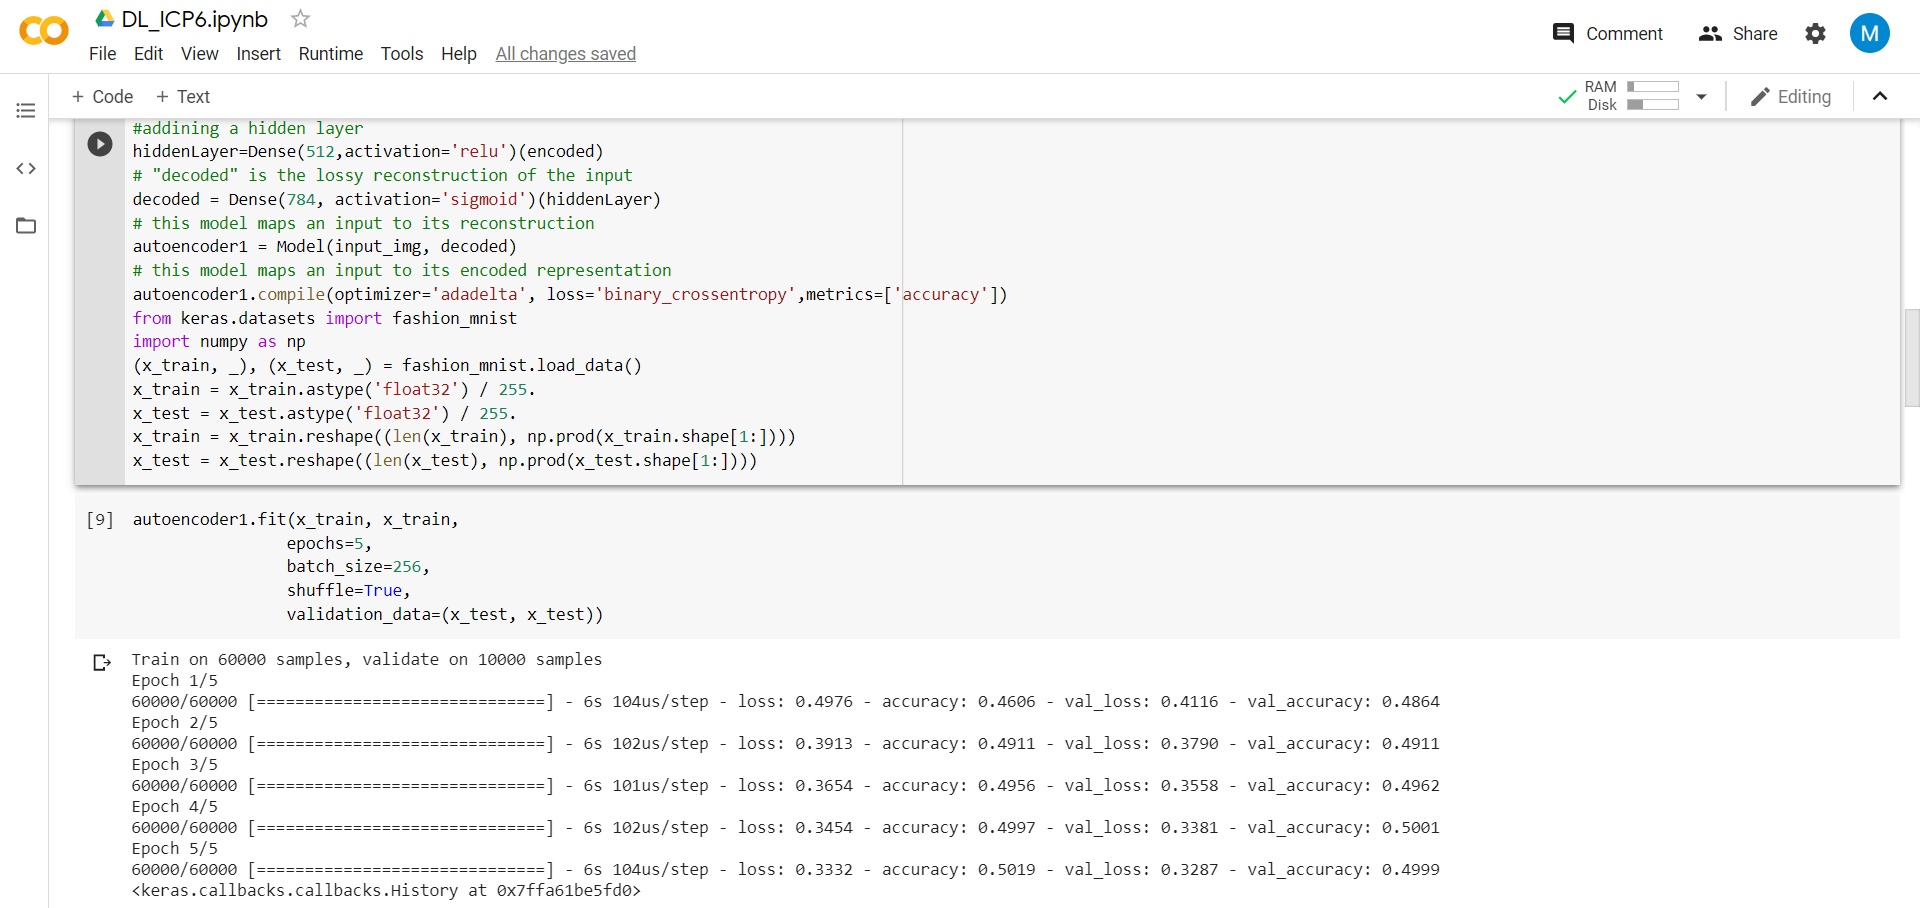 DL_ICP6.ipynb
File Edit View Insert Runtime Tools Help All changes saved
Comment Share M
+ Code + Text
RAM
Disk
Editing
#addining a hidden layer
hiddenLayer=Dense(512,activation='relu')(encoded)
# "decoded" is the lossy reconstruction of the input
decoded = Dense(784, activation='sigmoid')(hiddenLayer)
# this model maps an input to its reconstruction
autoencoder1 = Model(input_img, decoded)
# this model maps an input to its encoded representation
autoencoder1.compile(optimizer='adadelta', loss='binary_crossentropy',metrics=['accuracy'])
from keras.datasets import fashion_mnist
import numpy as np
(x_train, _), (x_test, _) = fashion_mnist.load_data()
x_train = x_train.astype('float32') / 255.
x_test = x_test.astype('float32') / 255.
x_train = x_train.reshape((len(x_train), np.prod(x_train.shape[1:])))
x_test = x_test.reshape((len(x_test), np.prod(x_test.shape[1:])))
[9] autoencoder1.fit(x_train, x_train,
epochs=5,
batch_size=256,
shuffle=True,
validation_data=(x_test, x_test))
Train on 60000 samples, validate on 10000 samples
Epoch 1/5
60000/60000 [==============================] - 6s 104us/step - loss: 0.4976 - accuracy: 0.4606 - val_loss: 0.4116 - val_accuracy: 0.4864
Epoch 2/5
60000/60000 [==============================] - 6s 102us/step - loss: 0.3913 - accuracy: 0.4911 - val_loss: 0.3790 - val_accuracy: 0.4911
Epoch 3/5
60000/60000 [==============================] - 6s 101us/step - loss: 0.3654 - accuracy: 0.4956 - val_loss: 0.3558 - val_accuracy: 0.4962
Epoch 4/5
60000/60000 [==============================] - 6s 102us/step - loss: 0.3454 - accuracy: 0.4997 - val_loss: 0.3381 - val_accuracy: 0.5001
Epoch 5/5
60000/60000 [==============================] - 6s 104us/step - loss: 0.3332 - accuracy: 0.5019 - val_loss: 0.3287 - val_accuracy: 0.4999
<keras.callbacks.callbacks.History at 0x7ffa61be5fd0>